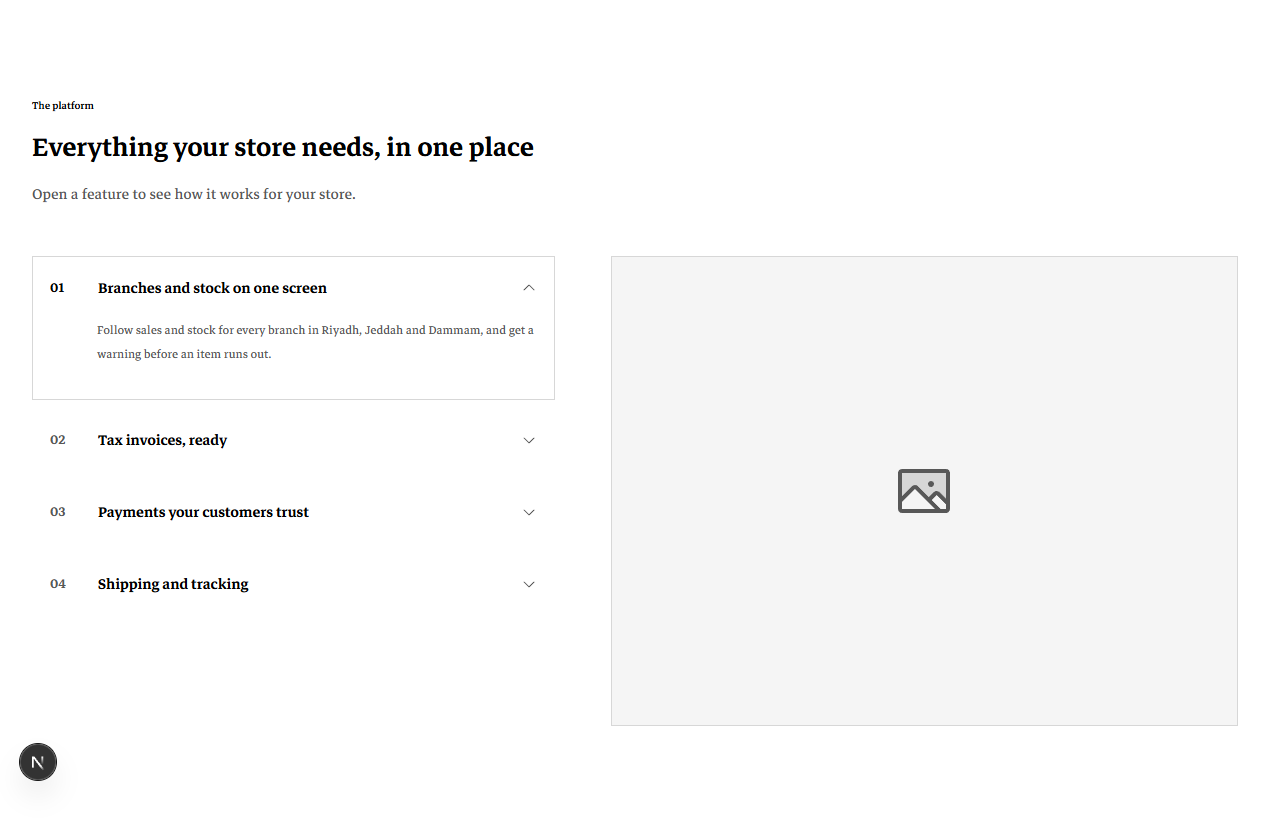 The platform
Everything your store needs, in one place
Open a feature to see how it works for your store.
01 Branches and stock on one screen
Follow sales and stock for every branch in Riyadh, Jeddah and Dammam, and get a
warning before an item runs out.
02 Tax invoices, ready
03 Payments your customers trust
04 Shipping and tracking
N